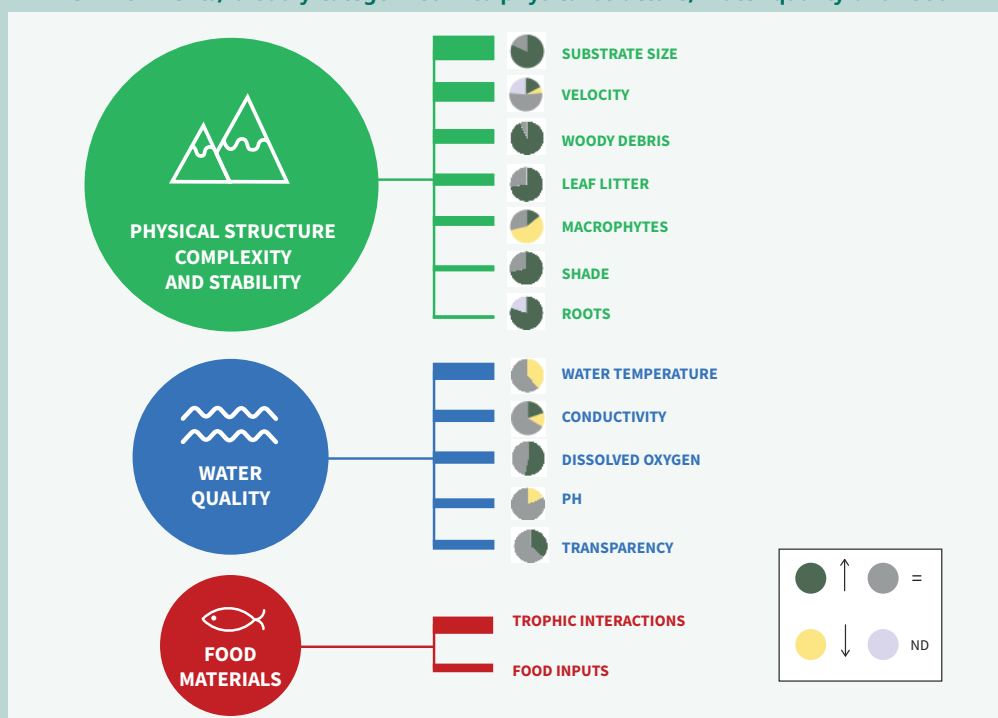 SUBSTRATE SIZE
VELOCITY
WOODY DEBRIS
LEAF LITTER
PHYSICAL STRUCTURE
COMPLEXITY
AND STABILITY
MACROPHYTES
SHADE
ROOTS
WATER TEMPERATURE
CONDUCTIVITY
DISSOLVED OXYGEN
WATER
QUALITY
PH
TRANSPARENCY
=
ND
TROPHIC INTERACTIONS
FOOD
MATERIALS
FOOD INPUTS